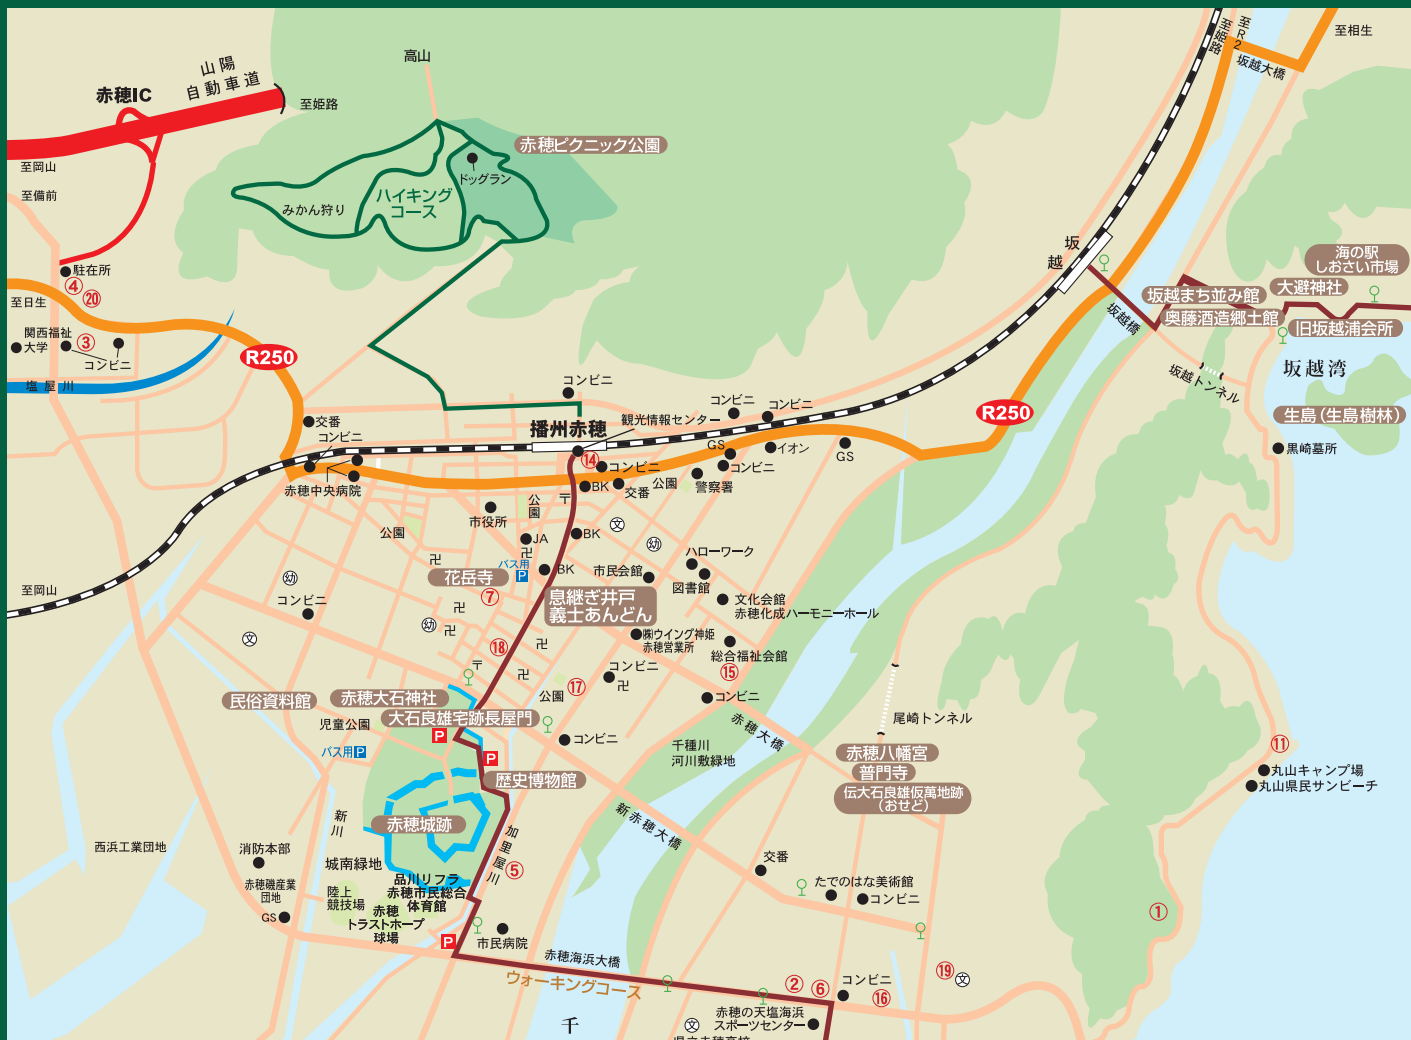 山陽
自動車道
赤穂IC
至姫路
至岡山
至備前
高山
赤穂ピクニック公園
ドッグラン
ハイキング
コース
みかん狩り
至姫路
至R2
坂越大橋
至相生
駐在所
④
⑳
至日生
関西福祉
大学
③
コンビニ
塩屋川
R250
坂越
海の駅
しおさい市場
大避神社
坂越まち並み館
奥藤酒造郷土館
旧坂越浦会所
坂越橋
坂越トンネル
坂越湾
生島(生島樹林)
黒崎墓所
R250
コンビニ
交番
コンビニ
赤穂中央病院
播州赤穂
観光情報センター
コンビニ
コンビニ
イオン
GS
GS
コンビニ
⑭
コンビニ
BK
交番
公園
警察署
〒
公園
市役所
公園
JA
BK
文
幼
卍
卍
バス用
P
BK
花岳寺
⑦
市民会館
ハローワーク
図書館
息継ぎ井戸
義士あんどん
文化会館
赤穂化成ハーモニーホール
至岡山
幼
コンビニ
文
幼
卍
卍
卍
⑱
㈱ウイング神姫
赤穂営業所
総合福祉会館
⑮
コンビニ
卍
卍
〒
公園
⑰
コンビニ
民俗資料館
赤穂大石神社
大石良雄宅跡長屋門
児童公園
バス用P
P
P
コンビニ
赤穂大橋
尾崎トンネル
千種川
河川敷緑地
赤穂八幡宮
普門寺
伝大石良雄仮萬地跡
(おせど)
歴史博物館
赤穂城跡
新川
加里屋川
⑤
新赤穂大橋
⑪
丸山キャンプ場
丸山県民サンビーチ
西浜工業団地
消防本部
城南緑地
赤穂磯産業
団地
GS
陸上
競技場
品川リフラ
赤穂市民総合
体育館
赤穂
トラストホープ
球場
交番
たでのはな美術館
コンビニ
①
P
市民病院
赤穂海浜大橋
ウォーキングコース
②
⑥
コンビニ
⑯
⑲
文
千
文
赤穂の天塩海浜
スポーツセンター
県立赤穂高校